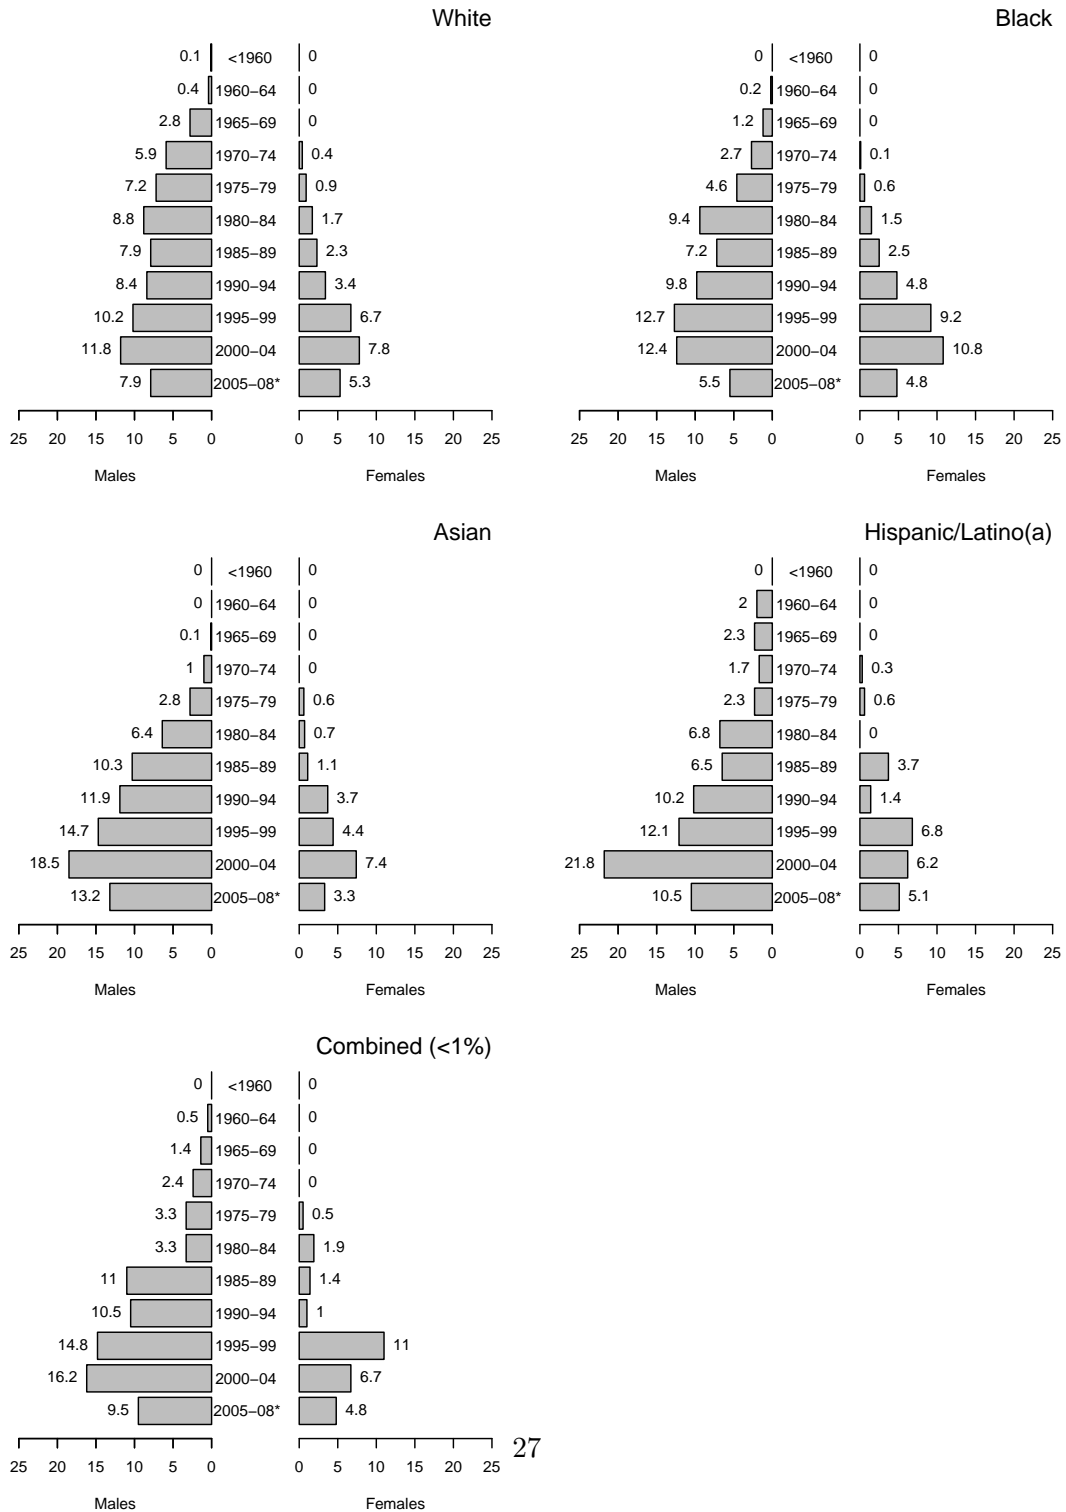 White
0.1 <1960 0
0.4 1960−64 0
2.8 1965−69 0
5.9 1970−74 0.4
7.2 1975−79 0.9
8.8 1980−84 1.7
7.9 1985−89 2.3
8.4 1990−94 3.4
10.2 1995−99 6.7
11.8 2000−04 7.8
7.9 2005−08* 5.3
25 20 15 10 5 0 0 5 10 15 20 25
Males Females
Black
0 <1960 0
0.2 1960−64 0
1.2 1965−69 0
2.7 1970−74 0.1
4.6 1975−79 0.6
9.4 1980−84 1.5
7.2 1985−89 2.5
9.8 1990−94 4.8
12.7 1995−99 9.2
12.4 2000−04 10.8
5.5 2005−08* 4.8
25 20 15 10 5 0 0 5 10 15 20 25
Males Females
Asian
0 <1960 0
0 1960−64 0
0.1 1965−69 0
1 1970−74 0
2.8 1975−79 0.6
6.4 1980−84 0.7
10.3 1985−89 1.1
11.9 1990−94 3.7
14.7 1995−99 4.4
18.5 2000−04 7.4
13.2 2005−08* 3.3
25 20 15 10 5 0 0 5 10 15 20 25
Males Females
Hispanic/Latino(a)
0 <1960 0
2 1960−64 0
2.3 1965−69 0
1.7 1970−74 0.3
2.3 1975−79 0.6
6.8 1980−84 0
6.5 1985−89 3.7
10.2 1990−94 1.4
12.1 1995−99 6.8
21.8 2000−04 6.2
10.5 2005−08* 5.1
25 20 15 10 5 0 0 5 10 15 20 25
Males Females
Combined (<1%)
0 <1960 0
0.5 1960−64 0
1.4 1965−69 0
2.4 1970−74 0
3.3 1975−79 0.5
3.3 1980−84 1.9
11 1985−89 1.4
10.5 1990−94 1
14.8 1995−99 11
16.2 2000−04 6.7
9.5 2005−08* 4.8
25 20 15 10 5 0 0 5 10 15 20 25
Males Females
27